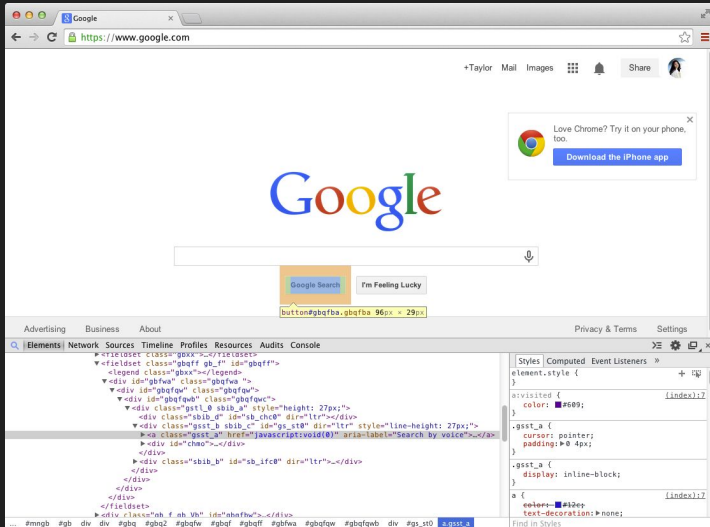 Google
https://www.google.com
+Taylor Mail Images Share
Love Chrome? Try it on your phone,
too.
Download the iPhone app
Google
Google Search I'm Feeling Lucky
button#gbqfba.gbqfba 96px × 29px
Advertising Business About Privacy & Terms Settings
Elements Network Sources Timeline Profiles Resources Audits Console
▶<fieldset class="gbxx">…</fieldset>
▼<fieldset class="gbqff gb_f" id="gbqff">
<legend class="gbxx"></legend>
▼<div id="gbfwa" class="gbqfwa ">
▼<div id="gbqfqw" class="gbqfqw">
▼<div id="gbqfqwb" class="gbqfqwc">
▼<div class="gstl_0 sbib_a" style="height: 27px;">
<div class="sbib_d" id="sb_chc0" dir="ltr"></div>
▼<div class="gsst_b sbib_c" id="gs_st0" dir="ltr" style="line-height: 27px;">
▶<a class="gsst_a" href="javascript:void(0)" aria-label="Search by voice">…</a>
▶<div id="chmo">…</div>
</div>
▶<div class="sbib_b" id="sb_ifc0" dir="ltr">…</div>
</div>
</div>
</div>
</div>
</fieldset>
▶<div class="gb_f gb_Vb" id="gbqfbw">…</div>
… #mngb #gb div div #gbq #gbq2 #gbqfw #gbqf #gbqff #gbfwa #gbqfqw #gbqfqwb div #gs_st0 a.gsst_a
Styles Computed Event Listeners »
element.style {
}
a:visited { (index):7
color: #609;
}
.gsst_a {
cursor: pointer;
padding:▶0 4px;
}
.gsst_a {
display: inline-block;
}
a { (index):7
color: #12c;
text-decoration:▶none;
Find in Styles